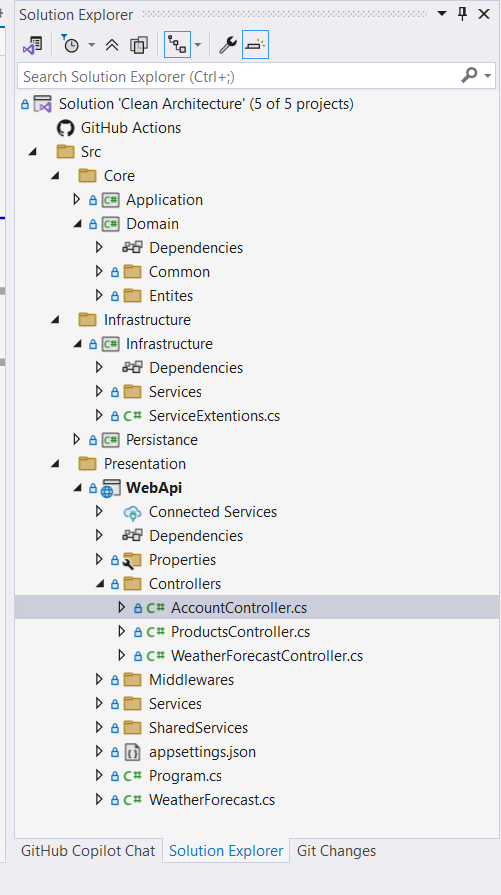 Solution Explorer
Search Solution Explorer (Ctrl+;)
Solution 'Clean Architecture' (5 of 5 projects)
GitHub Actions
Src
Core
C# Application
C# Domain
Dependencies
Common
Entites
Infrastructure
C# Infrastructure
Dependencies
Services
C# ServiceExtentions.cs
C# Persistance
Presentation
WebApi
Connected Services
Dependencies
Properties
Controllers
C# AccountController.cs
C# ProductsController.cs
C# WeatherForecastController.cs
Middlewares
Services
SharedServices
appsettings.json
C# Program.cs
C# WeatherForecast.cs
GitHub Copilot Chat Solution Explorer Git Changes